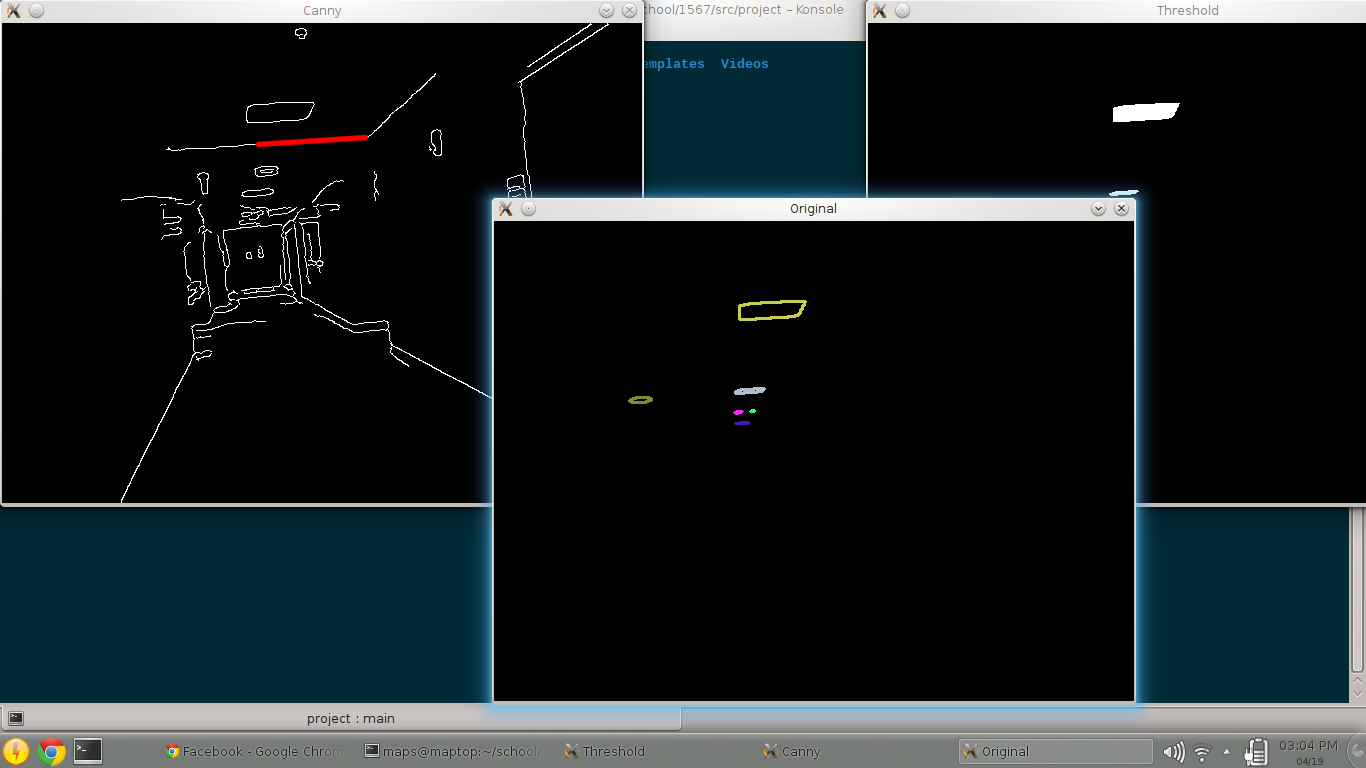 Canny
chool/1567/src/project – Konsole
Threshold
emplates Videos
Original
project : main
Facebook - Google Chrom
maps@maptop:~/school
Threshold
Canny
Original
03:04 PM
04/19